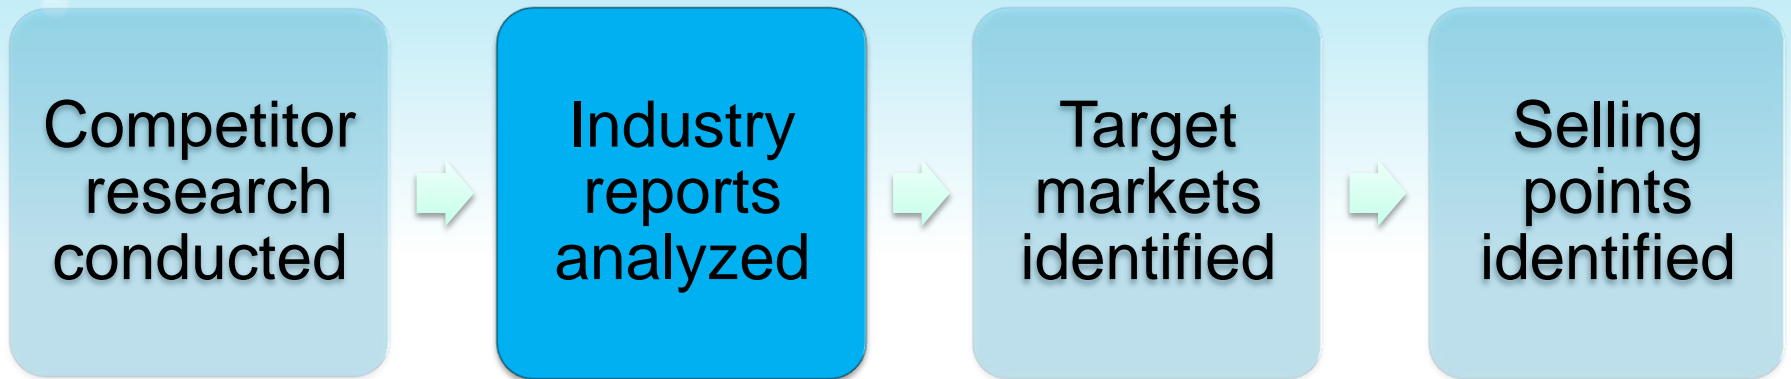 Competitor
research
conducted
Industry
reports
analyzed
Target
markets
identified
Selling
points
identified